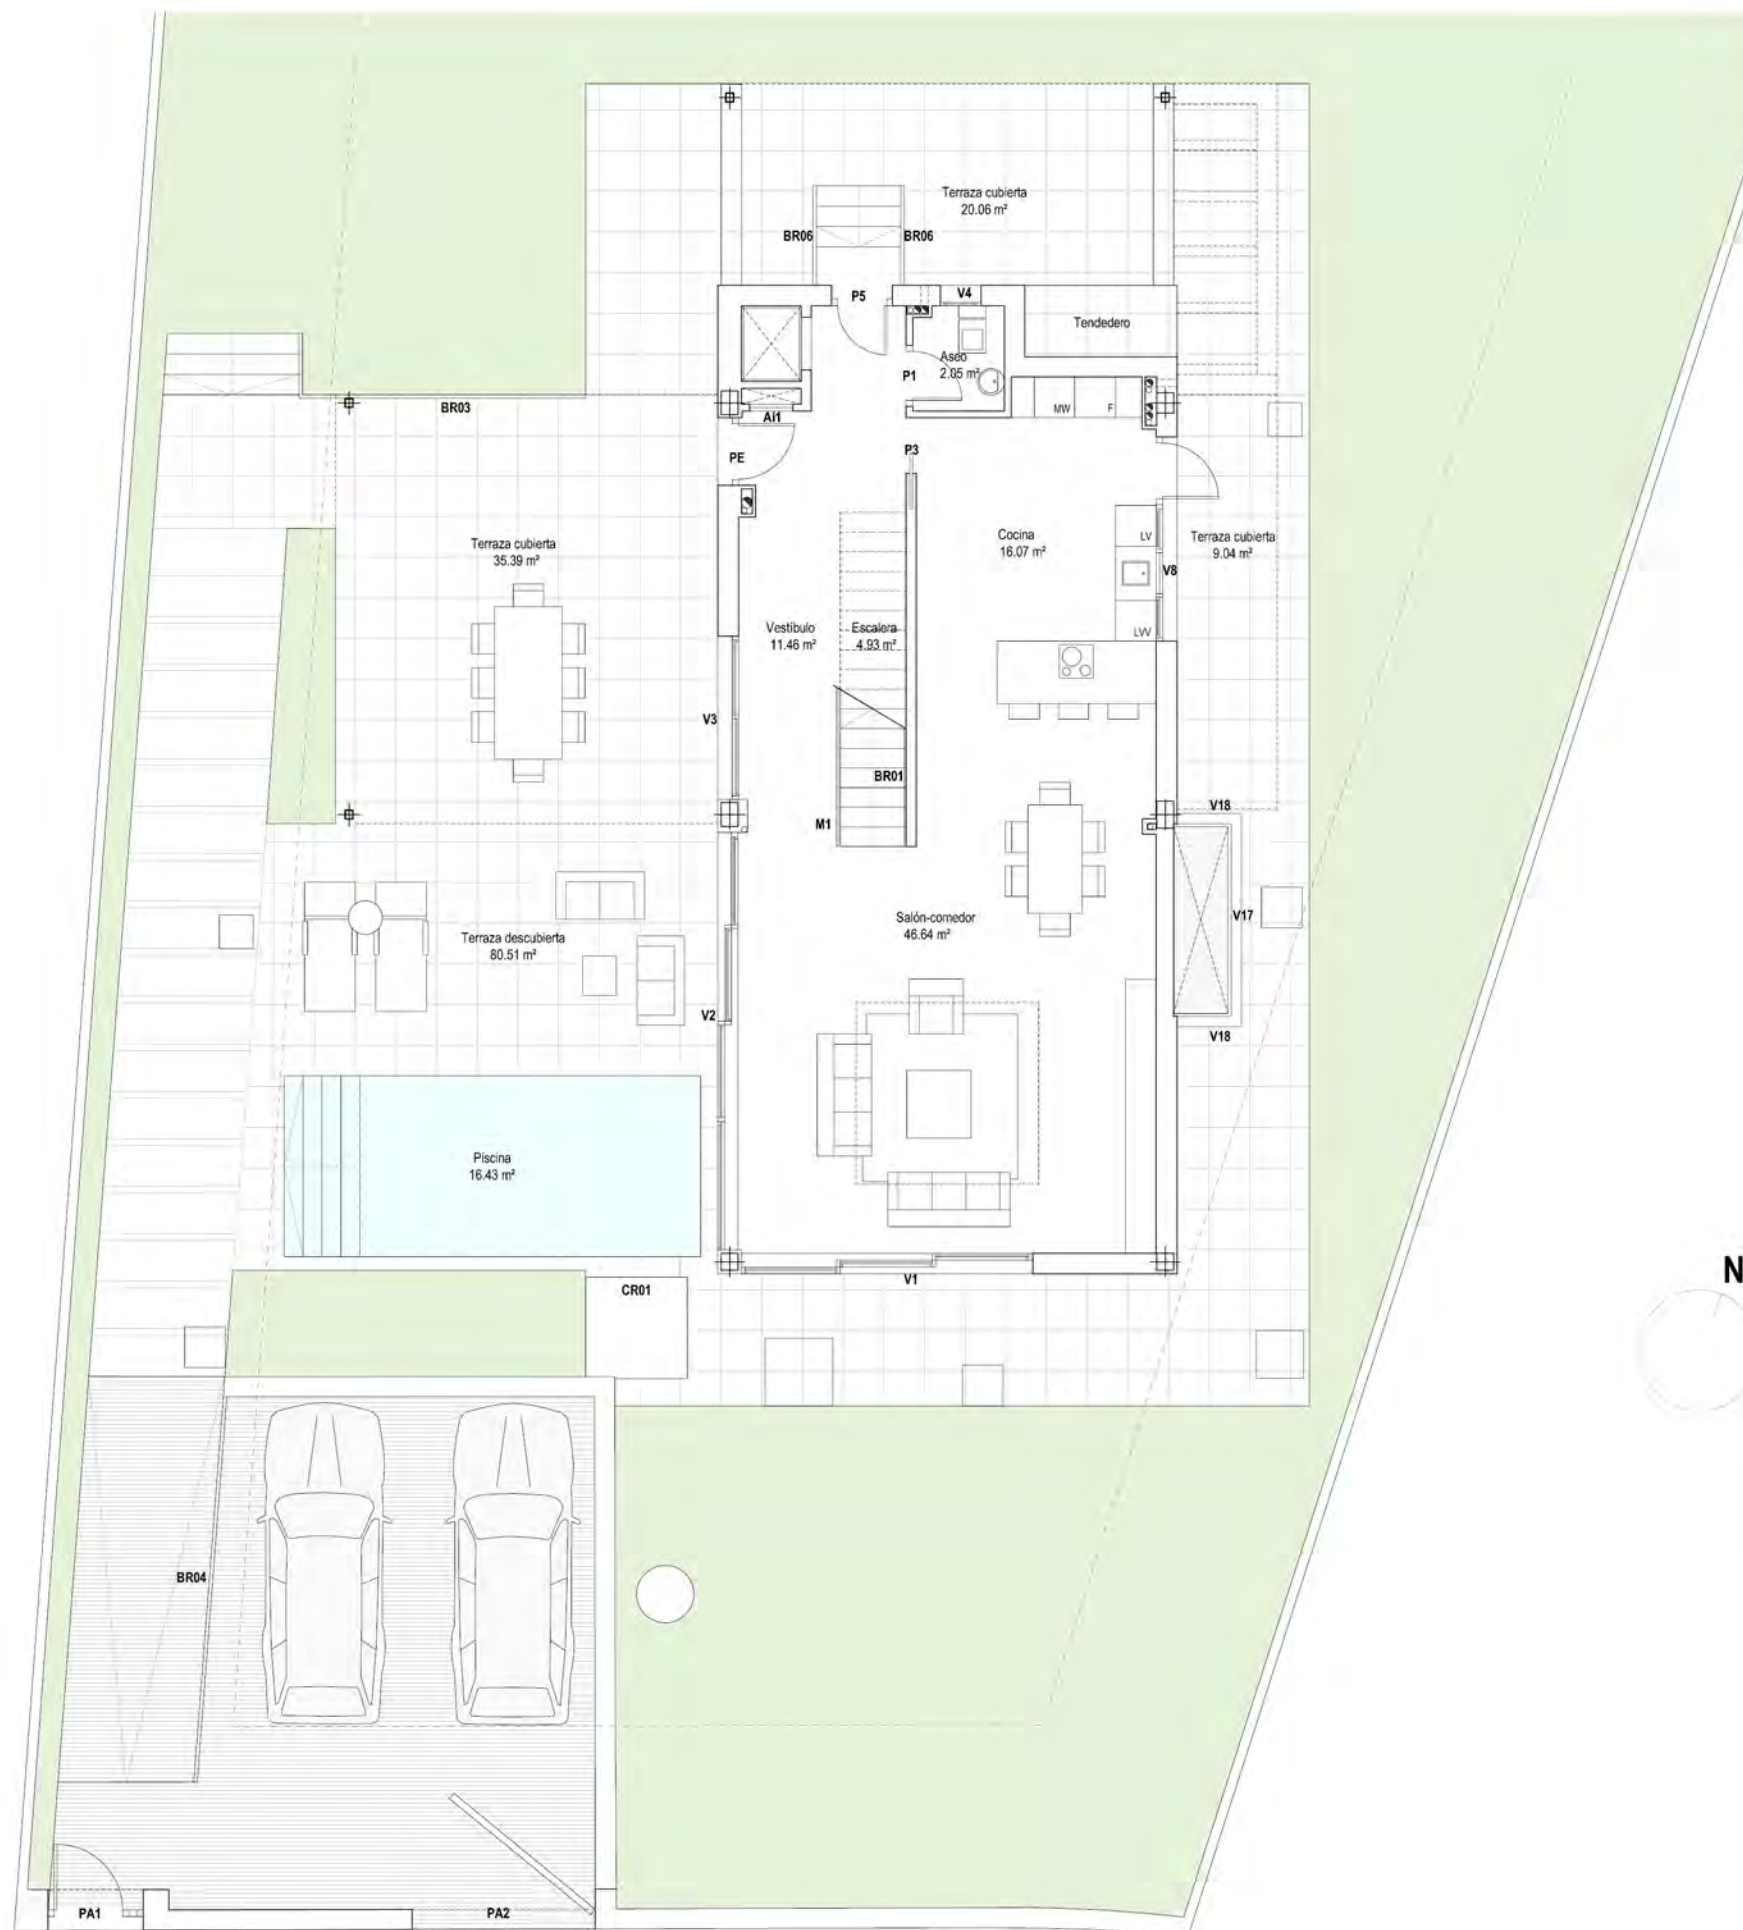 Terraza cubierta
20.06 m²
BR06
BR06
P5
V4
Tendedero
Aseo
2.05 m²
P1
MW
F
BR03
Ai1
PE
P3
Terraza cubierta
35.39 m²
Cocina
16.07 m²
LV
Terraza cubierta
9.04 m²
V8
Vestíbulo
11.46 m²
Escalera
4.93 m²
LVV
V3
BR01
M1
V18
Salón-comedor
46.64 m²
V17
Terraza descubierta
80.51 m²
V2
V18
Piscina
16.43 m²
N
V1
CR01
BR04
PA1
PA2